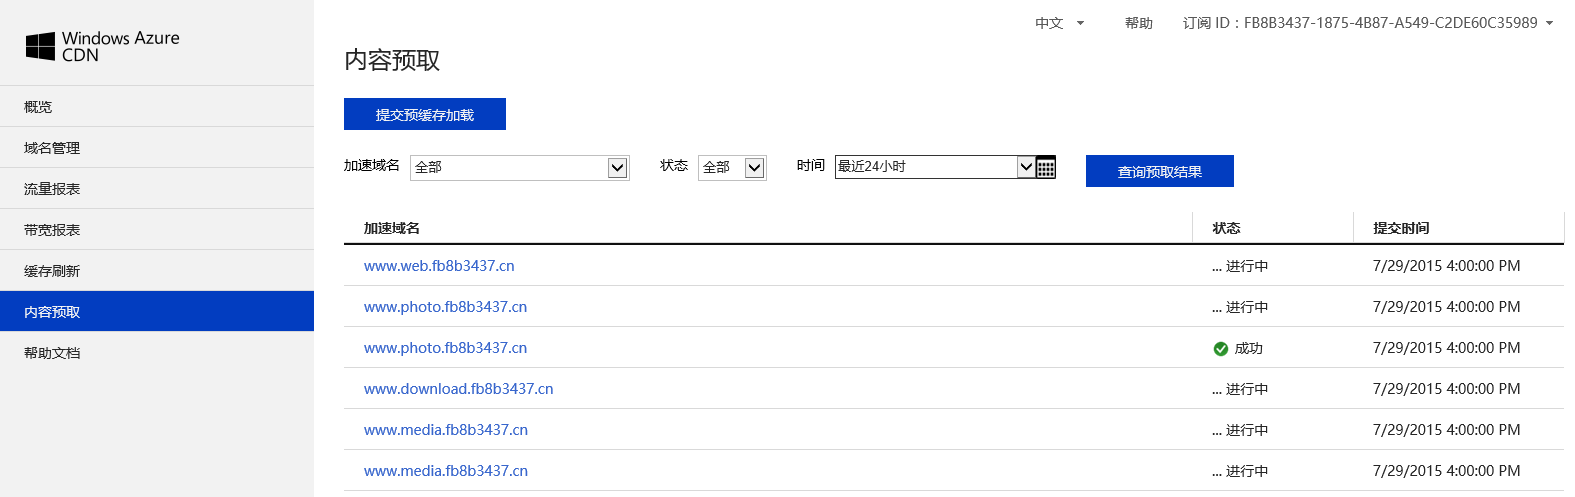 中文 帮助 订阅 ID：FB8B3437-1875-4B87-A549-C2DE60C35989
Windows Azure
CDN
概览
域名管理
流量报表
带宽报表
缓存刷新
内容预取
帮助文档
内容预取
提交预缓存加载
加速域名 全部 状态 全部 时间 最近24小时 查询预取结果
加速域名 状态 提交时间
www.web.fb8b3437.cn ... 进行中 7/29/2015 4:00:00 PM
www.photo.fb8b3437.cn ... 进行中 7/29/2015 4:00:00 PM
www.photo.fb8b3437.cn 成功 7/29/2015 4:00:00 PM
www.download.fb8b3437.cn ... 进行中 7/29/2015 4:00:00 PM
www.media.fb8b3437.cn ... 进行中 7/29/2015 4:00:00 PM
www.media.fb8b3437.cn ... 进行中 7/29/2015 4:00:00 PM